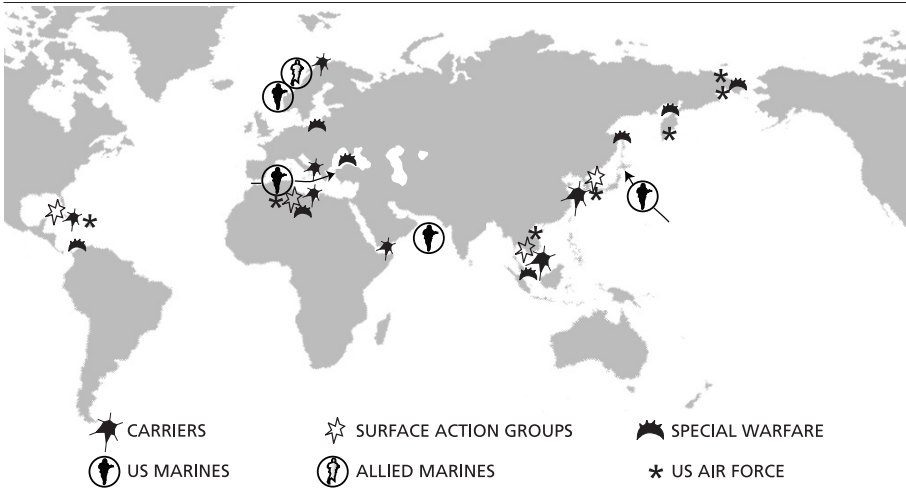 CARRIERS
SURFACE ACTION GROUPS
SPECIAL WARFARE
US MARINES
ALLIED MARINES
US AIR FORCE